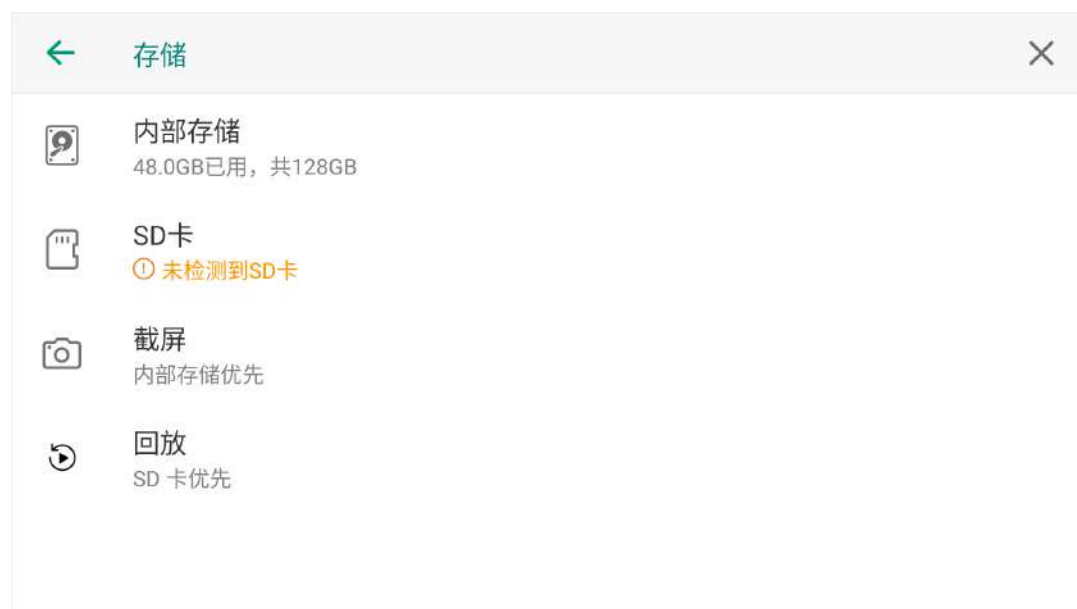 存储
内部存储
48.0GB已用，共128GB
SD卡
未检测到SD卡
截屏
内部存储优先
回放
SD 卡优先